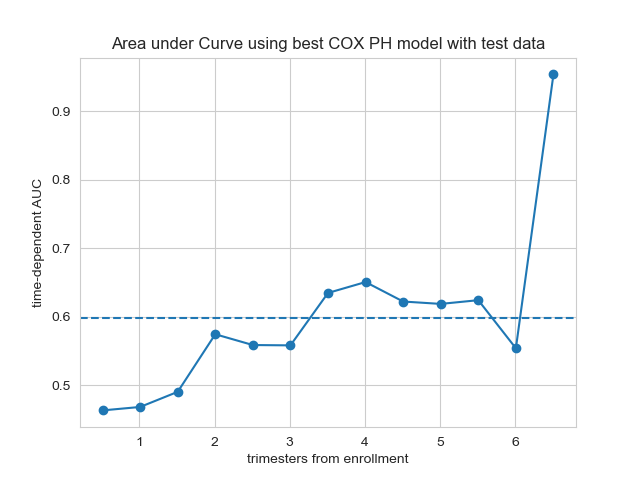 Area under Curve using best COX PH model with test data
time-dependent AUC
0.9
0.8
0.7
0.6
0.5
1 2 3 4 5 6
trimesters from enrollment